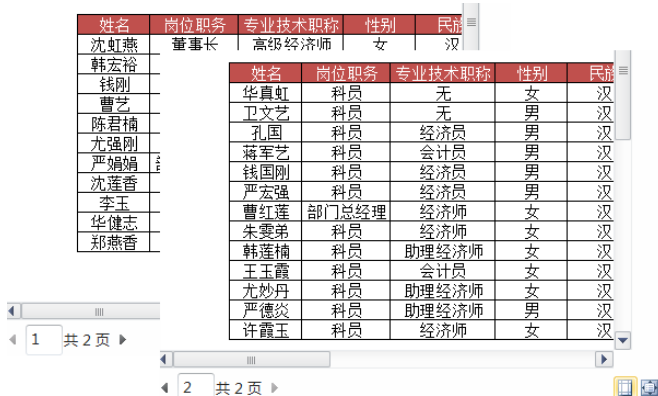 姓名 岗位职务 专业技术职称 性别 民族
沈虹燕 董事长 高级经济师 女 汉
韩宏裕
钱刚
曹艺
陈君楠
尤强刚
严娟娟
沈莲香
李玉
华健志
郑燕香
1 共 2 页
姓名 岗位职务 专业技术职称 性别 民族
华真虹 科员 无 女 汉
卫文艺 科员 无 男 汉
孔国 科员 经济员 男 汉
蒋军艺 科员 会计员 男 汉
钱国刚 科员 经济员 男 汉
严宏强 科员 经济员 男 汉
曹红莲 部门总经理 经济师 女 汉
朱雯弟 科员 经济师 女 汉
韩莲楠 科员 助理经济师 女 汉
王玉霞 科员 会计员 女 汉
尤妙丹 科员 助理经济师 女 汉
严德炎 科员 助理经济师 男 汉
许霞玉 科员 经济师 女 汉
2 共 2 页